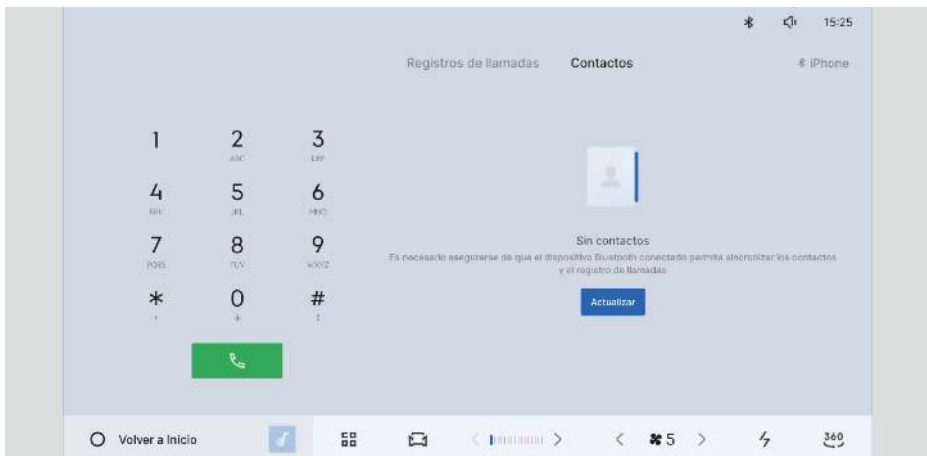 15:25
Registros de llamadas Contactos iPhone
1 2 3
ABC DEF
4 5 6
GHI JKL MNO
7 8 9
PQRS TUV WXYZ
* 0 #
+
Sin contactos
Es necesario asegurarse de que el dispositivo Bluetooth conectado permita sincronizar los contactos
y el registro de llamadas
Actualizar
Volver a Inicio 5 360